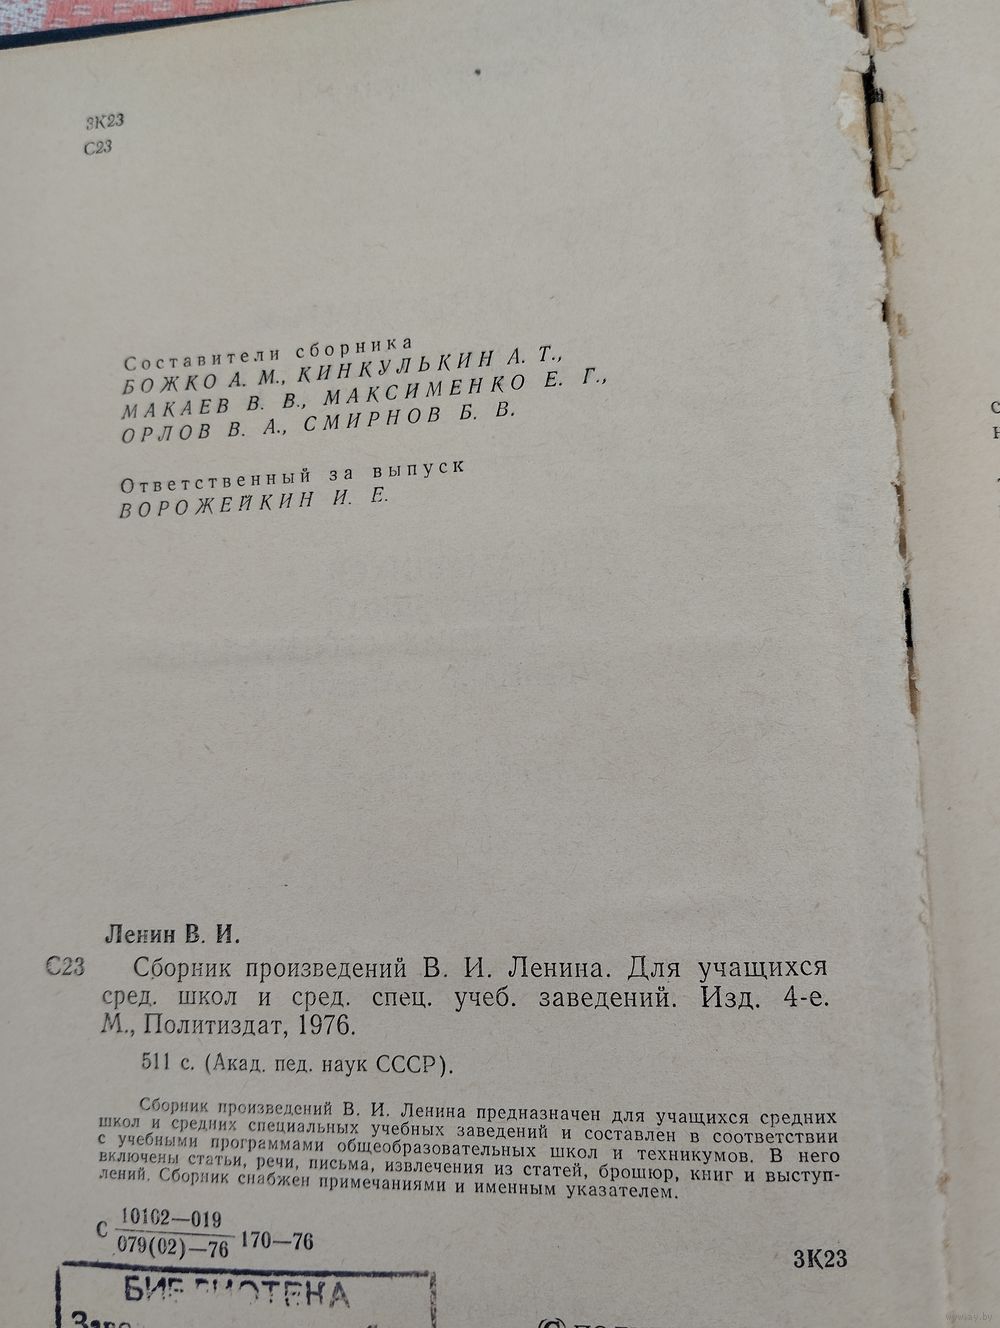 3К23
С23
Составители сборника
БОЖКО А. М., КИНКУЛЬКИН А. Т.,
МАКАЕВ В. В., МАКСИМЕНКО Е. Г.,
ОРЛОВ В. А., СМИРНОВ Б. В.
Ответственный за выпуск
ВОРОЖЕЙКИН И. Е.
Ленин В. И.
С23 Сборник произведений В. И. Ленина. Для учащихся
сред. школ и сред. спец. учеб. заведений. Изд. 4-е.
М., Политиздат, 1976.
511 с. (Акад. пед. наук СССР).
Сборник произведений В. И. Ленина предназначен для учащихся средних
школ и средних специальных учебных заведений и составлен в соответствии
с учебными программами общеобразовательных школ и техникумов. В него
включены статьи, речи, письма, извлечения из статей, брошюр, книг и выступ-
лений. Сборник снабжен примечаниями и именным указателем.
С 10102—019
079(02)—76 170—76
3К23
БИБЛИОТЕКА